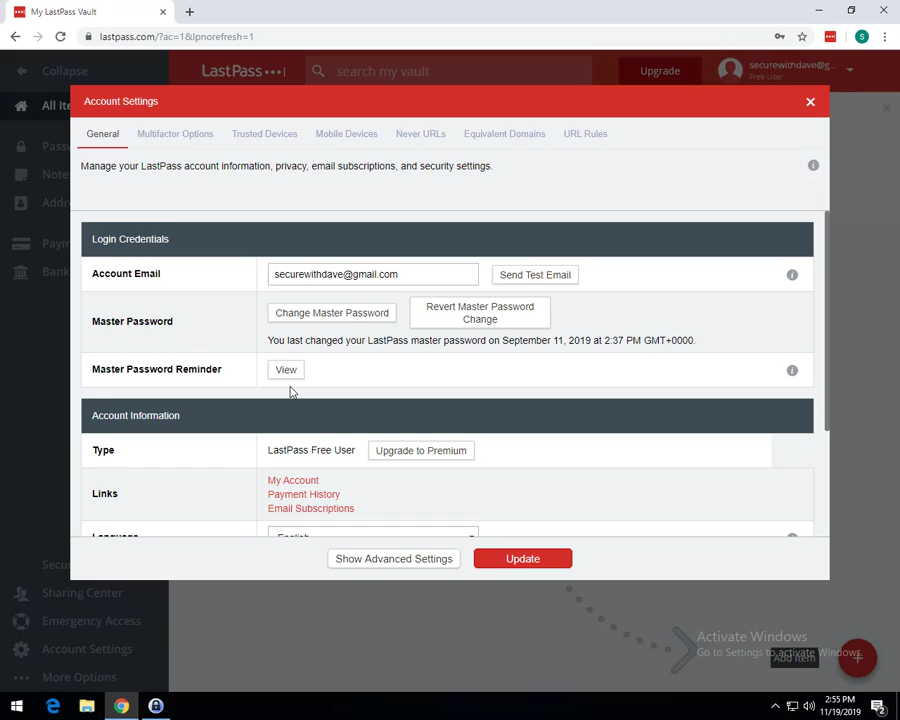 My LastPass Vault
lastpass.com/?ac=1&lpnorefresh=1
S
Collapse
LastPass
search my vault
Upgrade
securewithdave@g...
Free User
Account Settings
All Ite
General
Multifactor Options
Trusted Devices
Mobile Devices
Never URLs
Equivalent Domains
URL Rules
Passw
Manage your LastPass account information, privacy, email subscriptions, and security settings.
Note
Addr
Login Credentials
Paym
Bank
Account Email
securewithdave@gmail.com
Send Test Email
Master Password
Change Master Password
Revert Master Password
Change
You last changed your LastPass master password on September 11, 2019 at 2:37 PM GMT+0000.
Master Password Reminder
View
Account Information
Type
LastPass Free User
Upgrade to Premium
Links
My Account
Payment History
Email Subscriptions
Language
English
Show Advanced Settings
Update
Secu
Sharing Center
Emergency Access
Account Settings
More Options
Activate Windows
Go to Settings to activate Windows.
Add Item
2:55 PM
11/19/2019
2